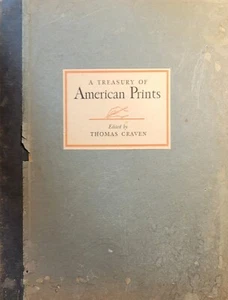 A TREASURY OF
American Prints
Edited by
THOMAS CRAVEN